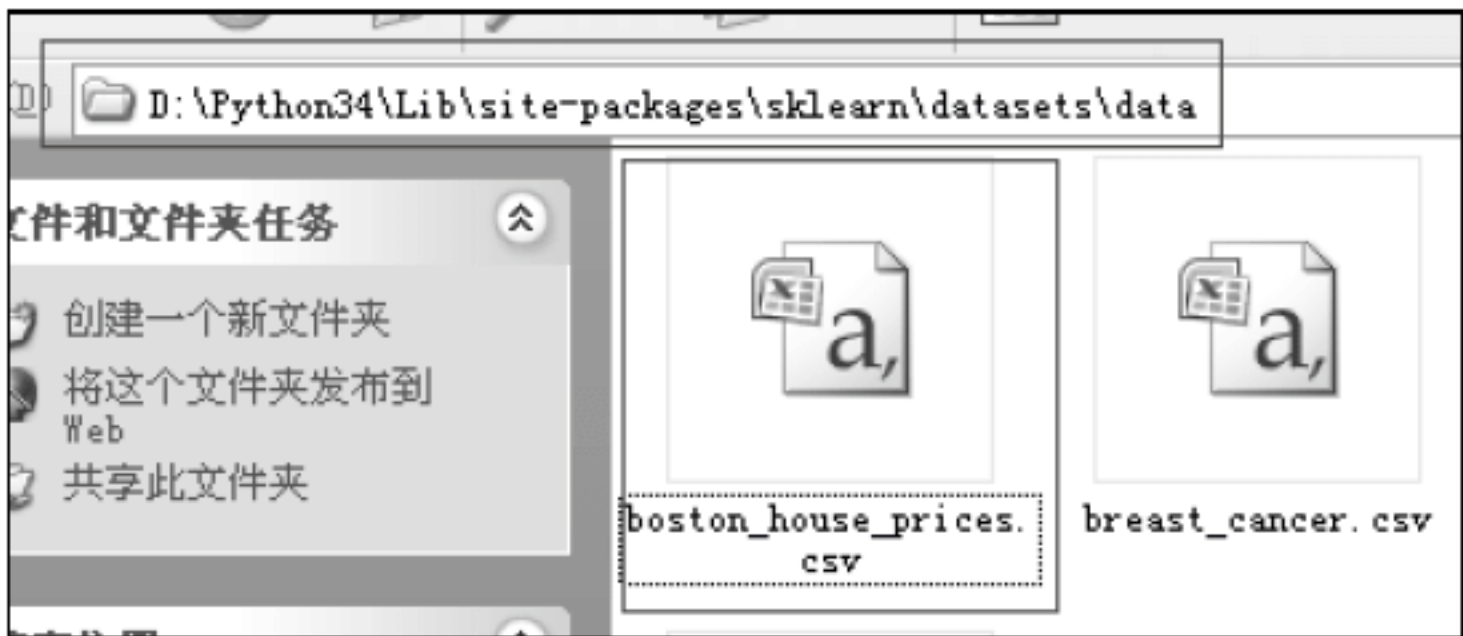 D:\Python34\Lib\site-packages\sklearn\datasets\data
文件和文件夹任务
创建一个新文件夹
将这个文件夹发布到
Web
共享此文件夹
boston_house_prices.
csv
breast_cancer.csv